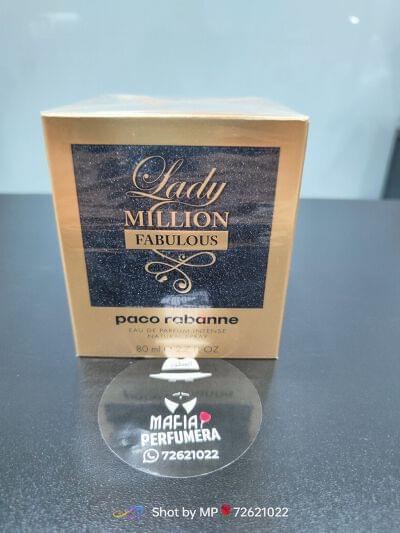 Lady
MILLION
FABULOUS
paco rabanne
EAU DE PARFUM INTENSE
NATURAL SPRAY
80 ml
OZ
MAFIA
PERFUMERA
72621022
Shot by MP 72621022